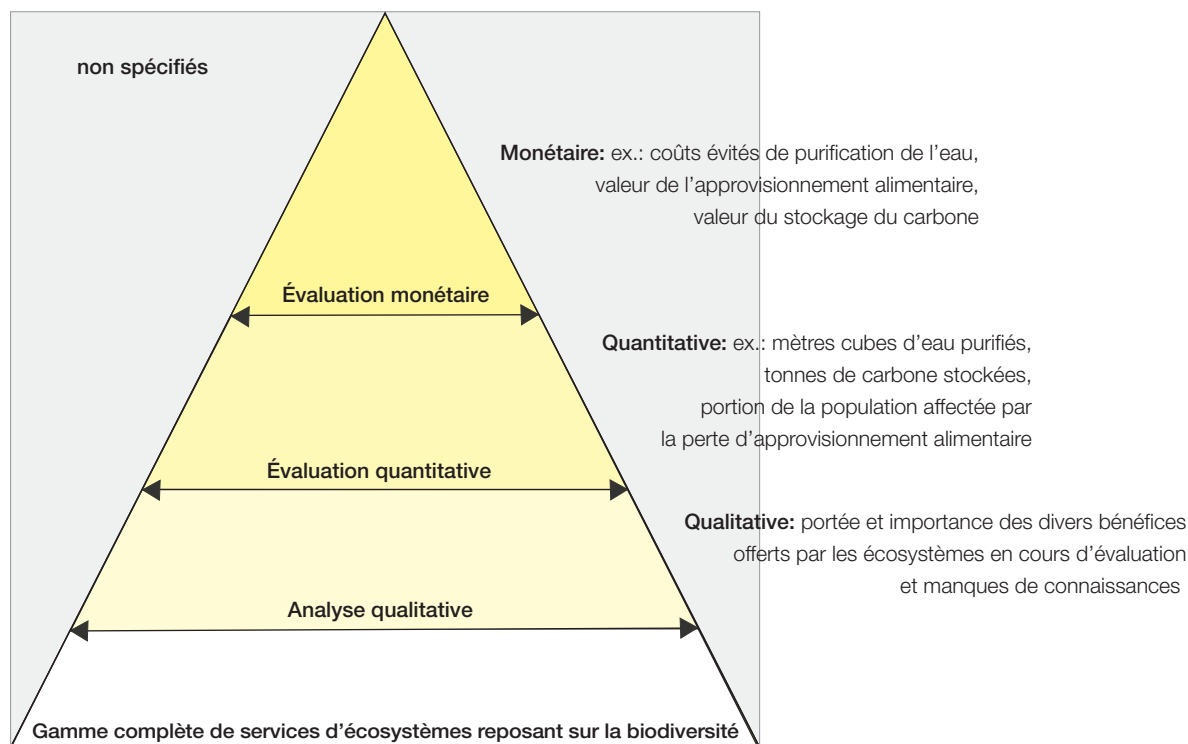 non spécifiés
Monétaire: ex.: coûts évités de purification de l'eau,
valeur de l'approvisionnement alimentaire,
valeur du stockage du carbone
Évaluation monétaire
Quantitative: ex.: mètres cubes d'eau purifiés,
tonnes de carbone stockées,
portion de la population affectée par
la perte d'approvisionnement alimentaire
Évaluation quantitative
Qualitative: portée et importance des divers bénéfices
offerts par les écosystèmes en cours d'évaluation
et manques de connaissances
Analyse qualitative
Gamme complète de services d'écosystèmes reposant sur la biodiversité